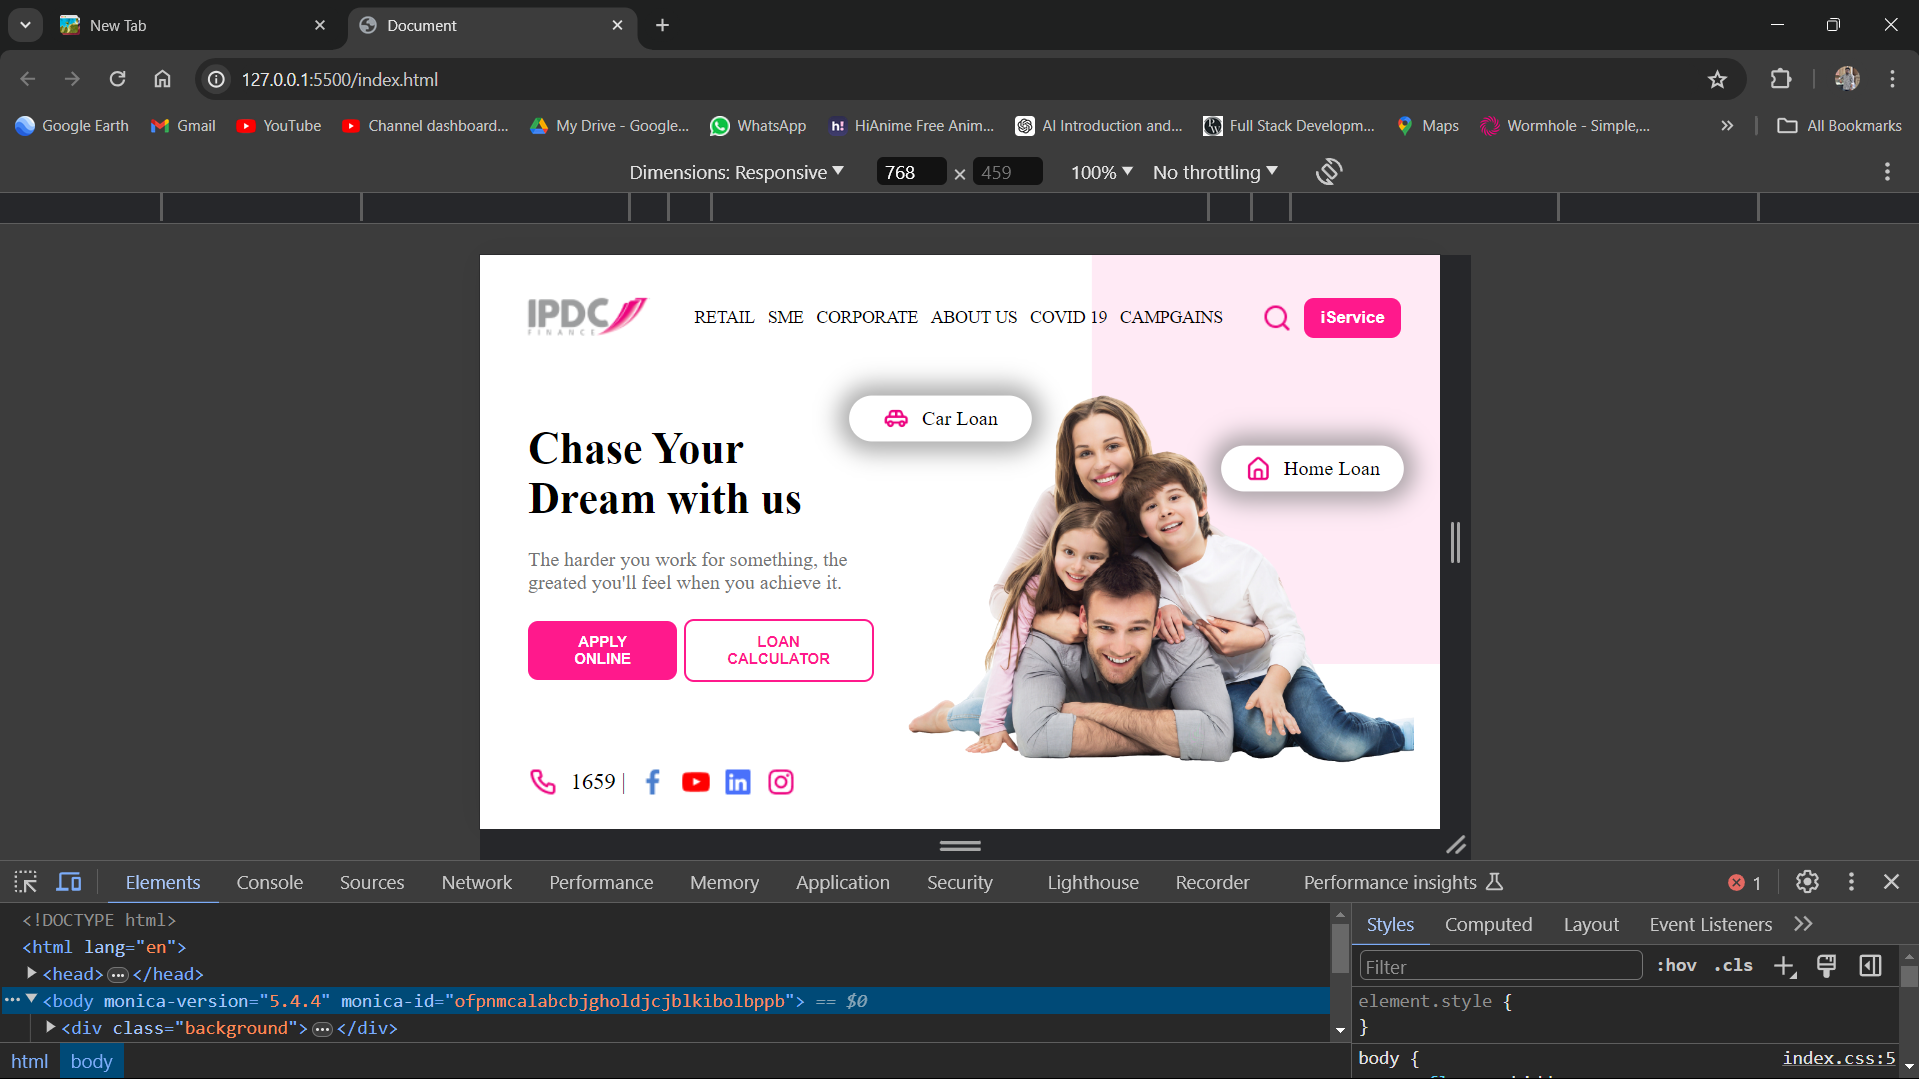 New Tab
Document
127.0.0.1:5500/index.html
Google Earth
Gmail
YouTube
Channel dashboard...
My Drive - Google...
WhatsApp
h! HiAnime Free Anim...
AI Introduction and...
Full Stack Developm...
Maps
Wormhole - Simple,...
All Bookmarks
Dimensions: Responsive 768 × 459 100% No throttling
IPDC
FINANCE
RETAIL SME CORPORATE ABOUT US COVID 19 CAMPGAINS
iService
Car Loan
Home Loan
Chase Your
Dream with us
The harder you work for something, the
greated you'll feel when you achieve it.
APPLY
ONLINE
LOAN
CALCULATOR
1659 |
Elements Console Sources Network Performance Memory Application Security Lighthouse Recorder Performance insights 1
<!DOCTYPE html>
<html lang="en">
<head> … </head>
<body monica-version="5.4.4" monica-id="ofpnmcalabcbjgholdjcjblkibolbppb"> == $0
<div class="background"> … </div>
html body
Styles Computed Layout Event Listeners
Filter :hov .cls
element.style {
}
body { index.css:5